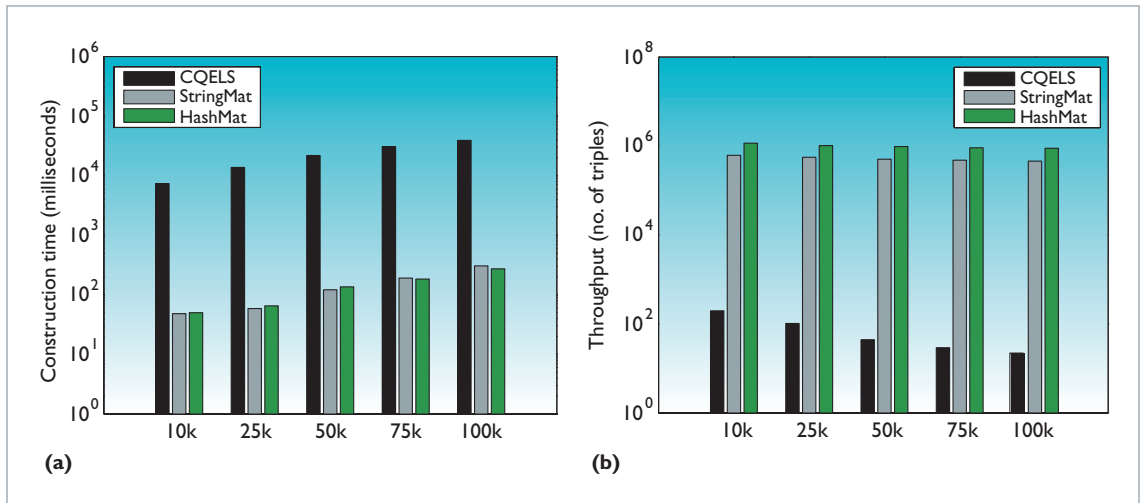 Construction time (milliseconds)
10^6
10^5
10^4
10^3
10^2
10^1
10^0
CQELS
StringMat
HashMat
10k 25k 50k 75k 100k
(a)
Throughput (no. of triples)
10^8
10^6
10^4
10^2
10^0
CQELS
StringMat
HashMat
10k 25k 50k 75k 100k
(b)